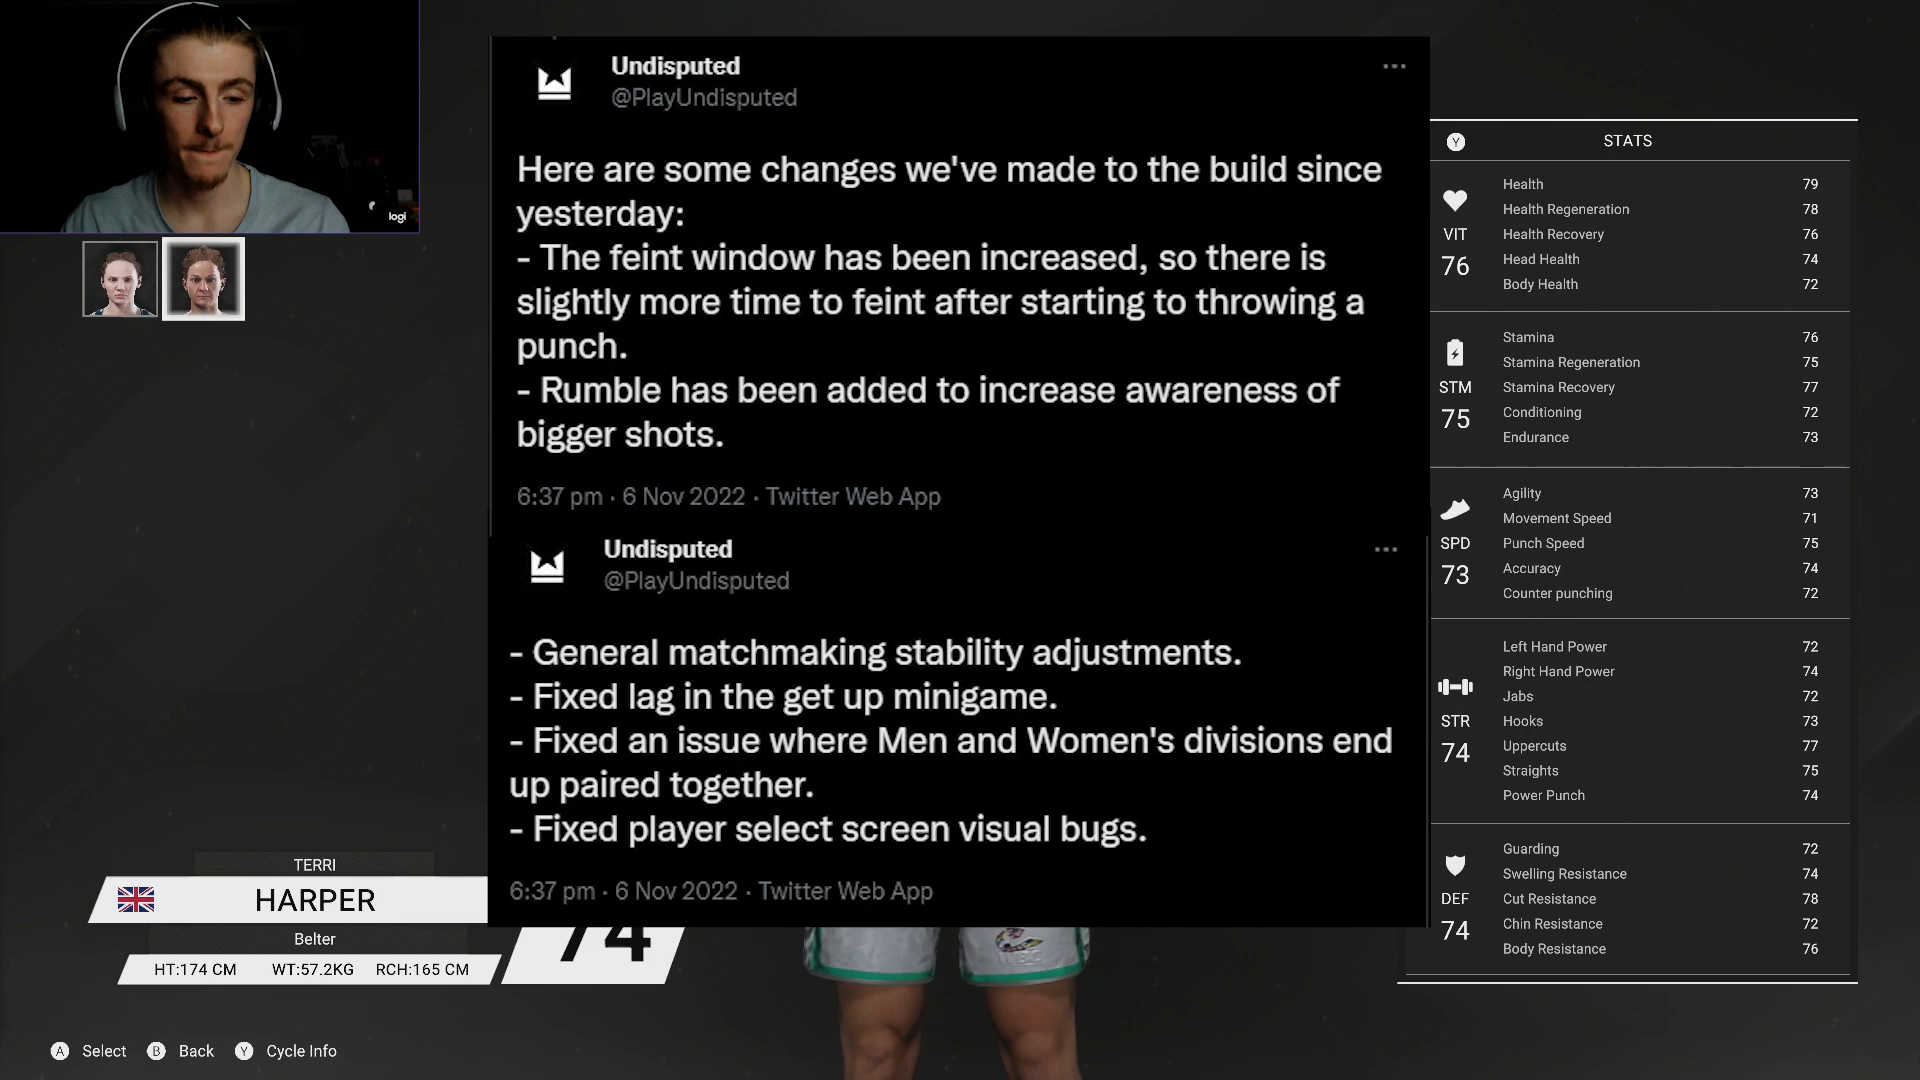 logi
Undisputed
@PlayUndisputed
Here are some changes we've made to the build since
yesterday:
- The feint window has been increased, so there is
slightly more time to feint after starting to throwing a
punch.
- Rumble has been added to increase awareness of
bigger shots.
6:37 pm · 6 Nov 2022 · Twitter Web App
Undisputed
@PlayUndisputed
- General matchmaking stability adjustments.
- Fixed lag in the get up minigame.
- Fixed an issue where Men and Women's divisions end
up paired together.
- Fixed player select screen visual bugs.
6:37 pm · 6 Nov 2022 · Twitter Web App
Y STATS
VIT
76
Health 79
Health Regeneration 78
Health Recovery 76
Head Health 74
Body Health 72
STM
75
Stamina 76
Stamina Regeneration 75
Stamina Recovery 77
Conditioning 72
Endurance 73
SPD
73
Agility 73
Movement Speed 71
Punch Speed 75
Accuracy 74
Counter punching 72
STR
74
Left Hand Power 72
Right Hand Power 74
Jabs 72
Hooks 73
Uppercuts 77
Straights 75
Power Punch 74
DEF
74
Guarding 72
Swelling Resistance 74
Cut Resistance 78
Chin Resistance 72
Body Resistance 76
TERRI
HARPER
Belter
HT:174 CM WT:57.2KG RCH:165 CM
74
A Select B Back Y Cycle Info